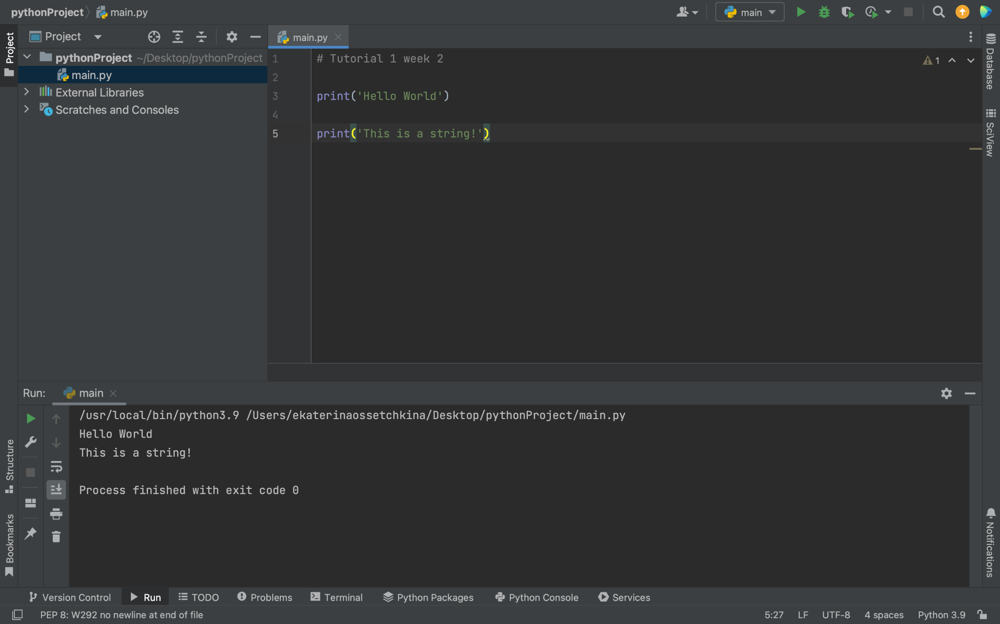 pythonProject main.py
main
Project
Project
pythonProject ~/Desktop/pythonProject
main.py
External Libraries
Scratches and Consoles
main.py
1 # Tutorial 1 week 2
1
2
3 print('Hello World')
4
5 print('This is a string!')
Database
SciView
Run: main
/usr/local/bin/python3.9 /Users/ekaterinaossetchkina/Desktop/pythonProject/main.py
Hello World
This is a string!
Process finished with exit code 0
Structure
Bookmarks
Notifications
Version Control Run TODO Problems Terminal Python Packages Python Console Services
PEP 8: W292 no newline at end of file 5:27 LF UTF-8 4 spaces Python 3.9